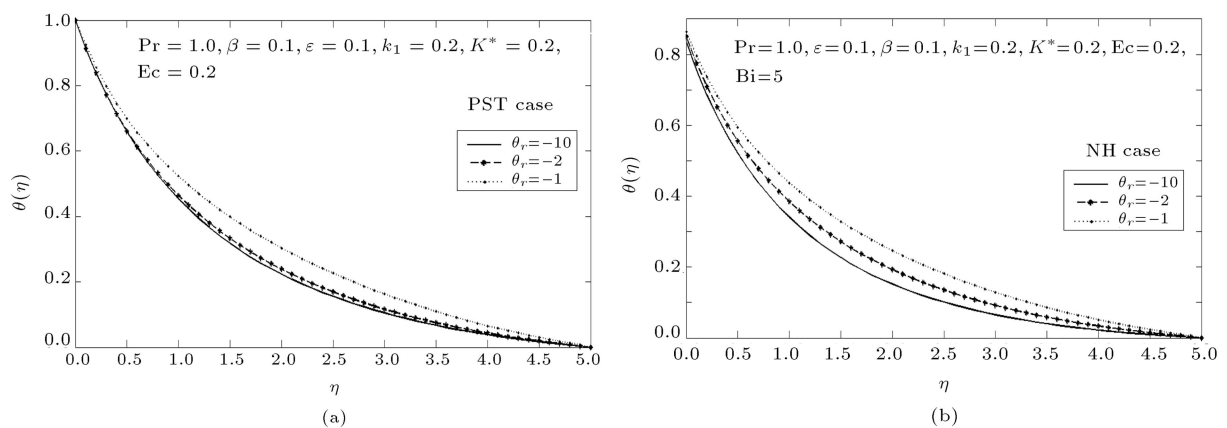 1.0
0.8
0.6
0.4
0.2
0.0
θ(η)
Pr = 1.0, β = 0.1, ε = 0.1, k₁ = 0.2, K* = 0.2,
Ec = 0.2
PST case
θᵣ=−10
θᵣ=−2
θᵣ=−1
0.0 0.5 1.0 1.5 2.0 2.5 3.0 3.5 4.0 4.5 5.0
η
(a)
0.8
0.6
0.4
0.2
0.0
θ(η)
Pr=1.0, ε=0.1, β=0.1, k₁=0.2, K*=0.2, Ec=0.2,
Bi=5
NH case
θᵣ=−10
θᵣ=−2
θᵣ=−1
0.0 0.5 1.0 1.5 2.0 2.5 3.0 3.5 4.0 4.5 5.0
η
(b)